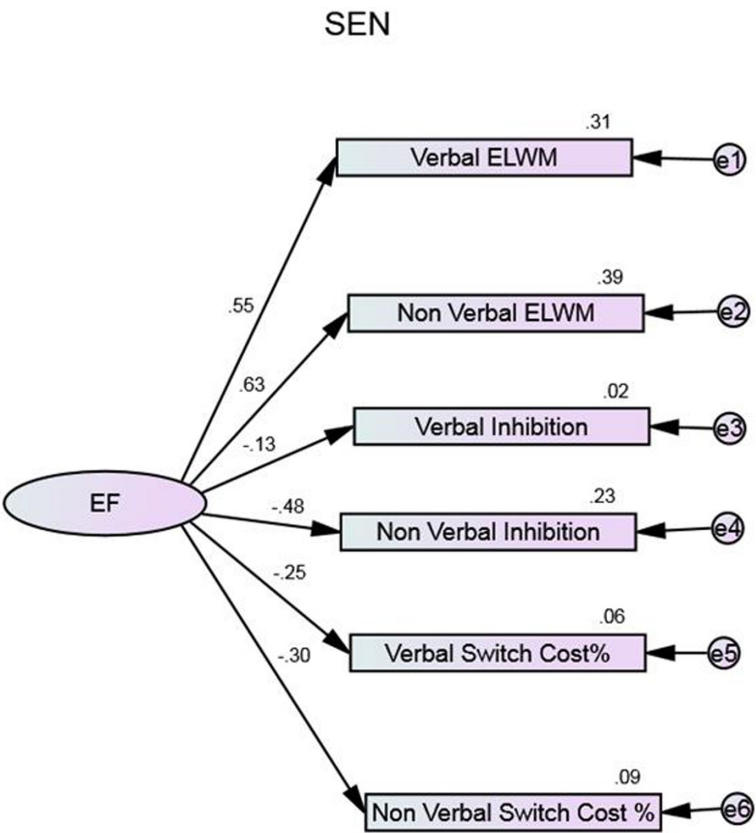 SEN
.31
Verbal ELWM
e1
.39
Non Verbal ELWM
e2
.55
.63
.02
Verbal Inhibition
e3
-.13
EF
-.48
.23
Non Verbal Inhibition
e4
-.25
.06
Verbal Switch Cost%
e5
-.30
.09
Non Verbal Switch Cost %
e6